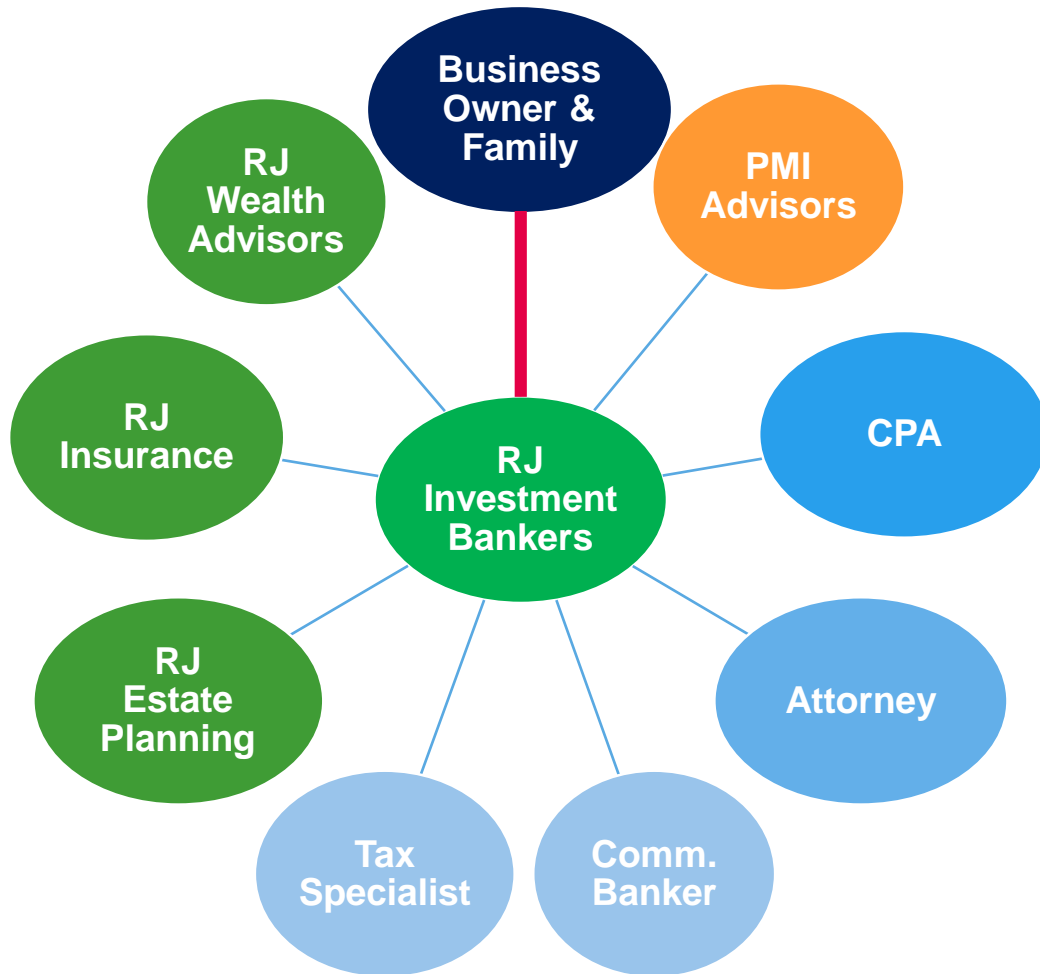 Business
Owner &
Family
PMI
Advisors
CPA
Attorney
Comm.
Banker
Tax
Specialist
RJ
Estate
Planning
RJ
Insurance
RJ
Wealth
Advisors
RJ
Investment
Bankers